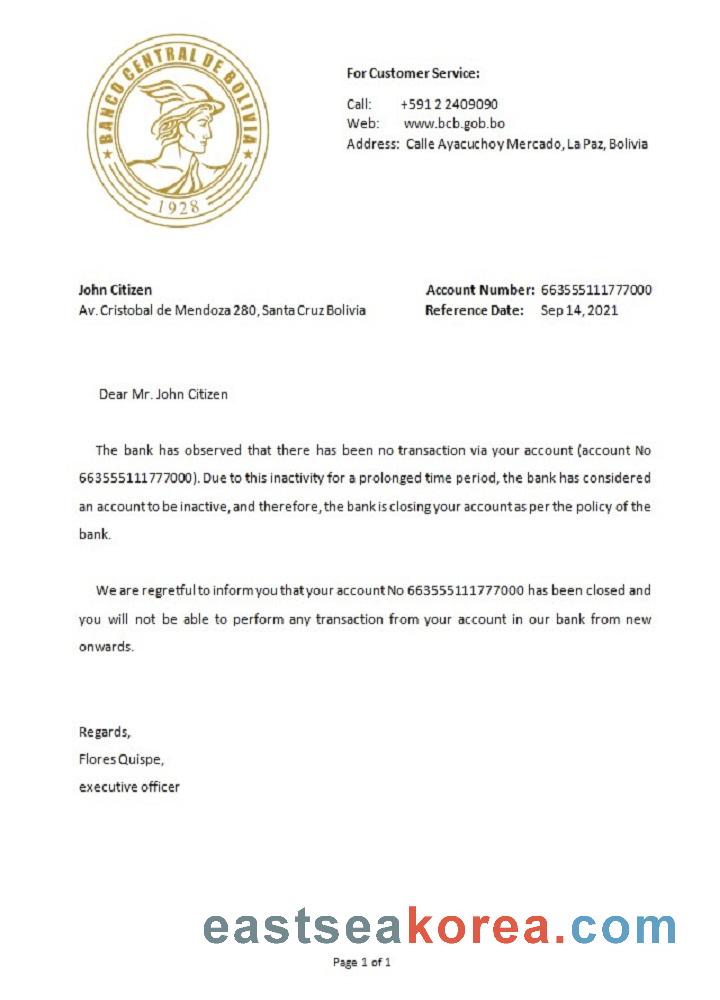 BANCO CENTRAL DE BOLIVIA
1928
For Customer Service:
Call: +591 2 2409090
Web: www.bcb.gob.bo
Address: Calle Ayacucho y Mercado, La Paz, Bolivia
John Citizen
Av. Cristobal de Mendoza 280, Santa Cruz Bolivia
Account Number: 663555111777000
Reference Date: Sep 14, 2021
Dear Mr. John Citizen
The bank has observed that there has been no transaction via your account (account No
663555111777000). Due to this inactivity for a prolonged time period, the bank has considered
an account to be inactive, and therefore, the bank is closing your account as per the policy of the
bank.
We are regretful to inform you that your account No 663555111777000 has been closed and
you will not be able to perform any transaction from your account in our bank from new
onwards.
Regards,
Flores Quispe,
executive officer
eastseakorea.com
Page 1 of 1